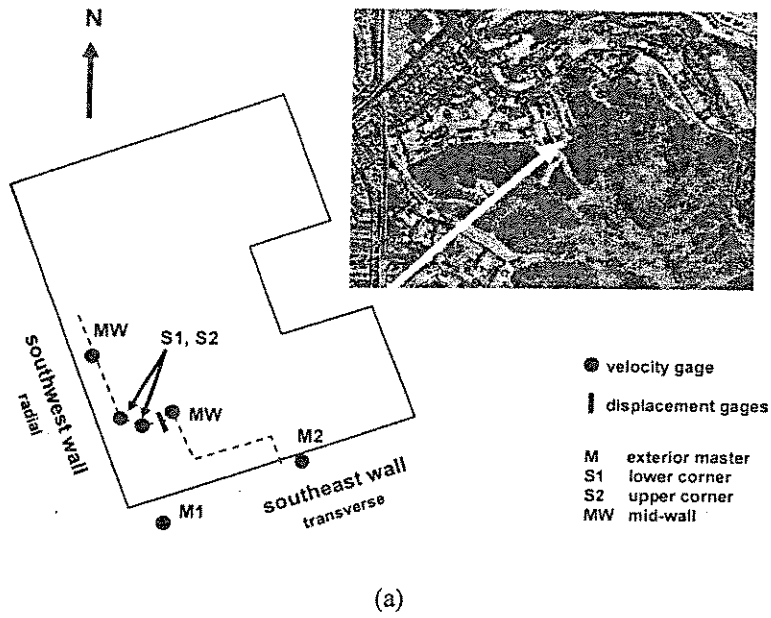 N
MW
S1, S2
MW
M2
M1
southwest wall
radial
southeast wall
transverse
velocity gage
displacement gages
M exterior master
S1 lower corner
S2 upper corner
MW mid-wall
(a)